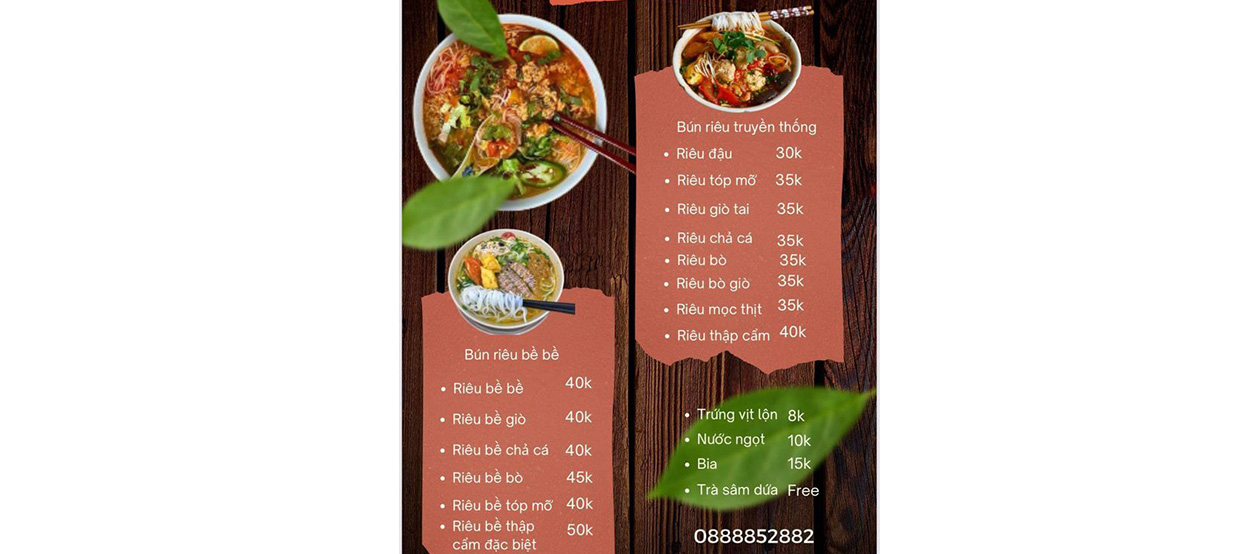 Bún riêu truyền thống
• Riêu đậu 30k
• Riêu tóp mỡ 35k
• Riêu giò tai 35k
• Riêu chả cá 35k
• Riêu bò 35k
• Riêu bò giò 35k
• Riêu mọc thịt 35k
• Riêu thập cẩm 40k
Bún riêu bề bề
• Riêu bề bề 40k
• Riêu bề giò 40k
• Riêu bề chả cá 40k
• Riêu bề bò 45k
• Riêu bề tóp mỡ 40k
• Riêu bề thập 50k
cẩm đặc biệt
• Trứng vịt lộn 8k
• Nước ngọt 10k
• Bia 15k
• Trà sâm dứa Free
0888852882